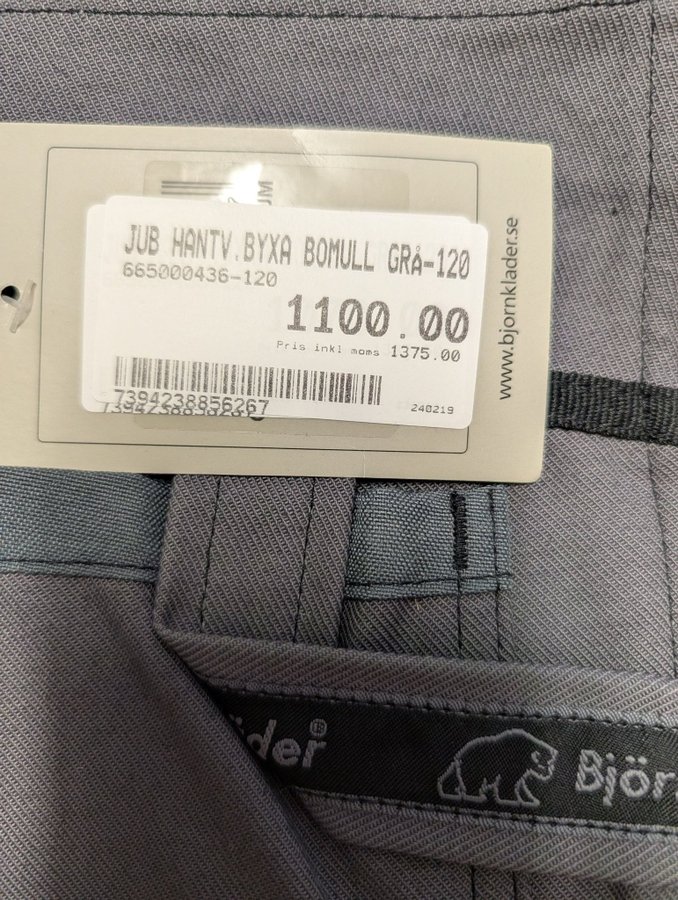 JUB HANTV.BYXA BOMULL GRÅ-120
665000436-120
1100.00
Pris inkl moms 1375.00
7394238856267
240219
www.bjornklader.se
äder®
Björ